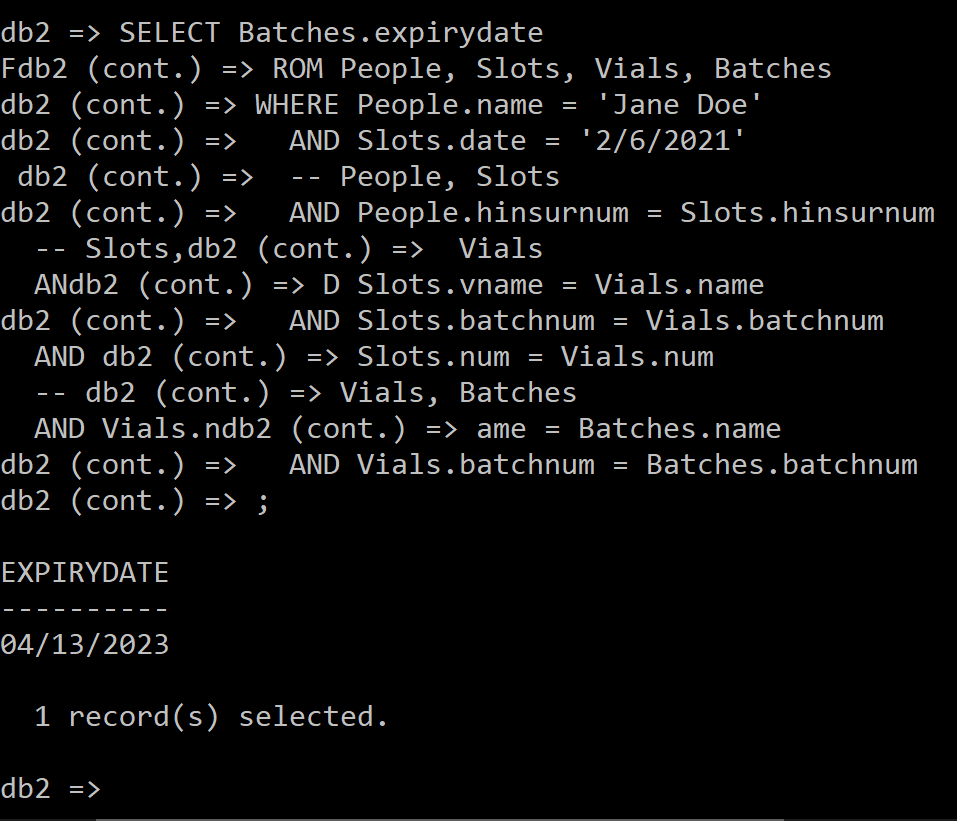 db2 => SELECT Batches.expirydate
Fdb2 (cont.) => ROM People, Slots, Vials, Batches
db2 (cont.) => WHERE People.name = 'Jane Doe'
db2 (cont.) =>   AND Slots.date = '2/6/2021'
 db2 (cont.) =>  -- People, Slots
db2 (cont.) =>   AND People.hinsurnum = Slots.hinsurnum
  -- Slots,db2 (cont.) =>  Vials
  ANdb2 (cont.) => D Slots.vname = Vials.name
db2 (cont.) =>   AND Slots.batchnum = Vials.batchnum
  AND db2 (cont.) => Slots.num = Vials.num
  -- db2 (cont.) => Vials, Batches
  AND Vials.ndb2 (cont.) => ame = Batches.name
db2 (cont.) =>   AND Vials.batchnum = Batches.batchnum
db2 (cont.) => ;

EXPIRYDATE
----------
04/13/2023

  1 record(s) selected.

db2 =>